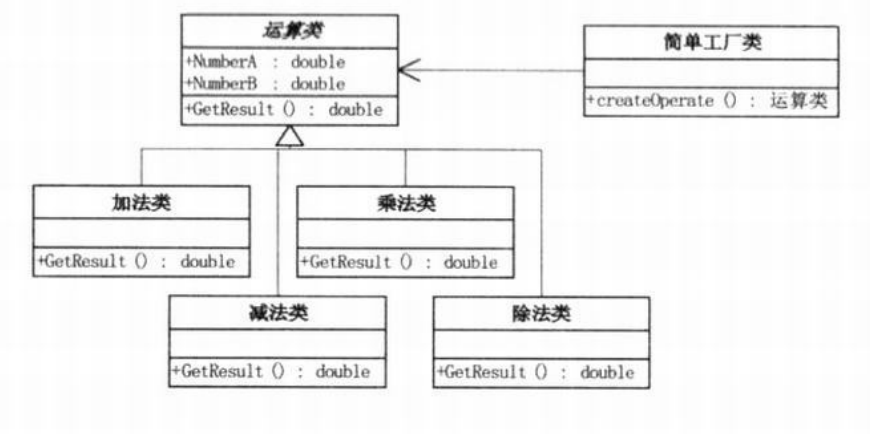 运算类
+NumberA : double
+NumberB : double
+GetResult () : double
简单工厂类
+createOperate () : 运算类
加法类
+GetResult () : double
乘法类
+GetResult () : double
减法类
+GetResult () : double
除法类
+GetResult () : double